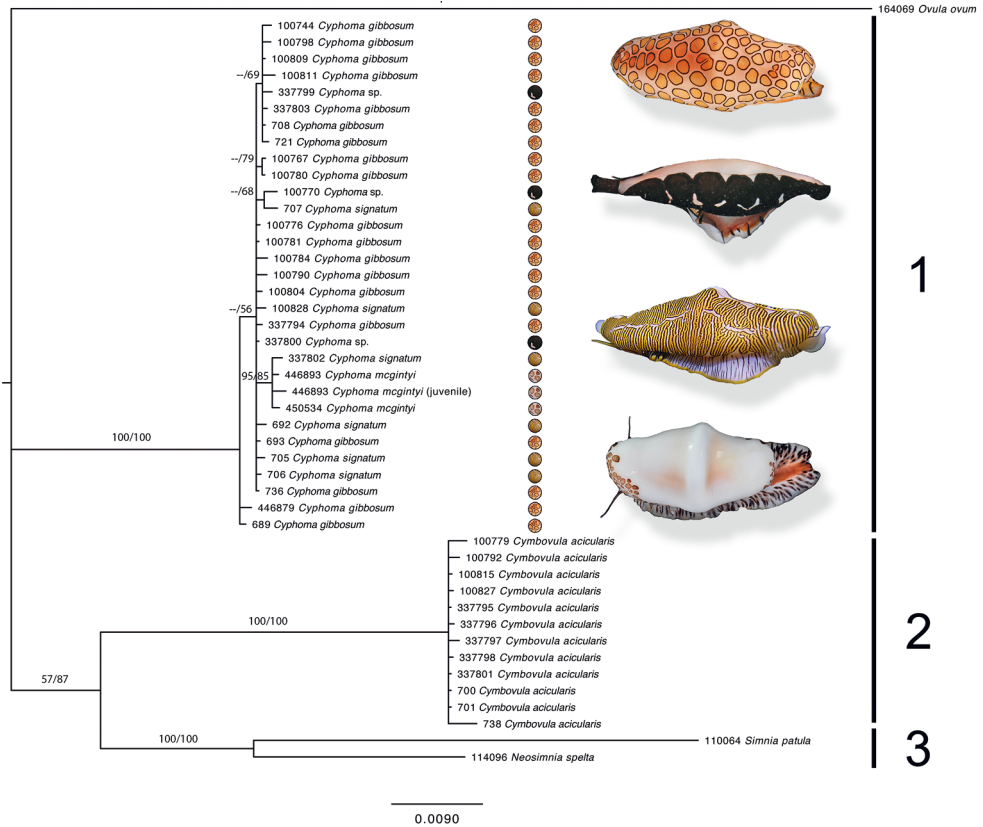 164069 Ovula ovum
100744 Cyphoma gibbosum
100798 Cyphoma gibbosum
100809 Cyphoma gibbosum
--/69
100811 Cyphoma gibbosum
337799 Cyphoma sp.
337803 Cyphoma gibbosum
708 Cyphoma gibbosum
721 Cyphoma gibbosum
--/79
100767 Cyphoma gibbosum
100780 Cyphoma gibbosum
--/68
100770 Cyphoma sp.
707 Cyphoma signatum
100776 Cyphoma gibbosum
100781 Cyphoma gibbosum
100784 Cyphoma gibbosum
100790 Cyphoma gibbosum
100804 Cyphoma gibbosum
--/56
100828 Cyphoma signatum
337794 Cyphoma gibbosum
337800 Cyphoma sp.
337802 Cyphoma signatum
95/85
446893 Cyphoma mcgintyi
446893 Cyphoma mcgintyi (juvenile)
450534 Cyphoma mcgintyi
692 Cyphoma signatum
693 Cyphoma gibbosum
705 Cyphoma signatum
706 Cyphoma signatum
736 Cyphoma gibbosum
446879 Cyphoma gibbosum
689 Cyphoma gibbosum
100/100
1
100779 Cymbovula acicularis
100792 Cymbovula acicularis
100815 Cymbovula acicularis
100827 Cymbovula acicularis
337795 Cymbovula acicularis
337796 Cymbovula acicularis
337797 Cymbovula acicularis
337798 Cymbovula acicularis
337801 Cymbovula acicularis
700 Cymbovula acicularis
701 Cymbovula acicularis
738 Cymbovula acicularis
100/100
2
57/87
100/100
110064 Simnia patula
114096 Neosimnia spelta
3
0.0090